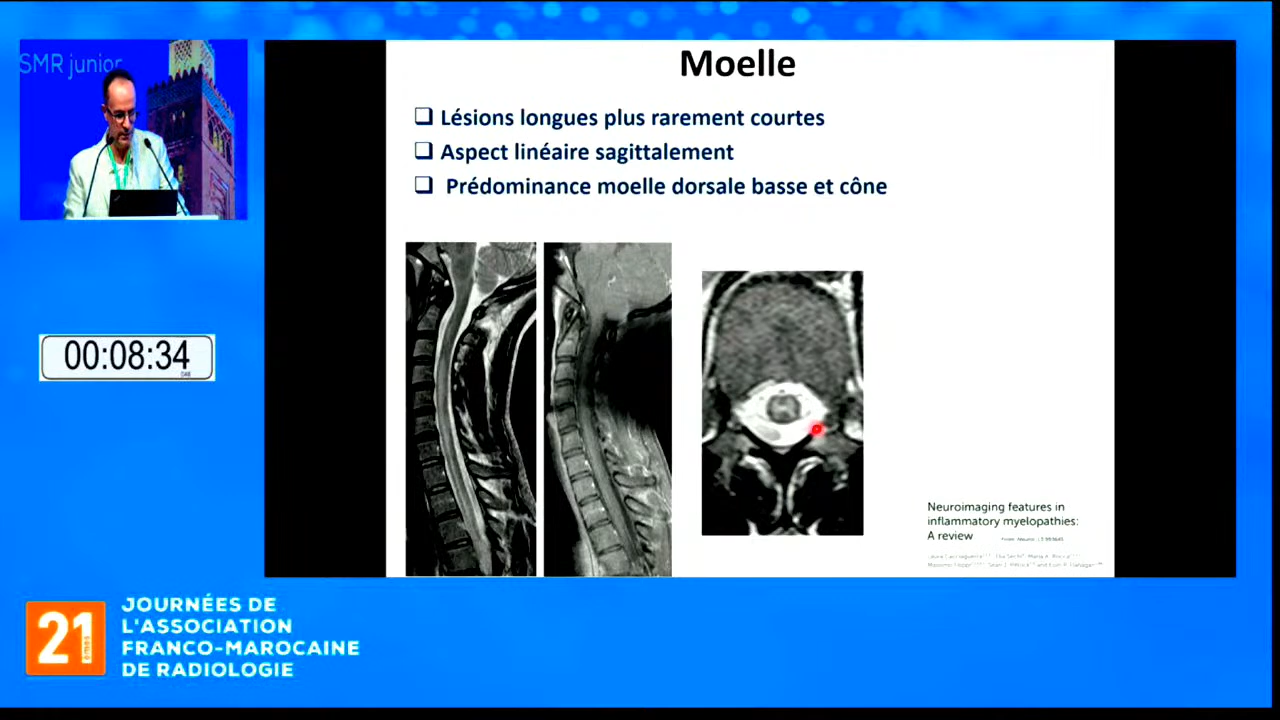 SMR junior
Moelle
Lésions longues plus rarement courtes
Aspect linéaire sagittalement
Prédominance moelle dorsale basse et cône
00:08:34
Neuroimaging features in
inflammatory myelopathies:
A review
21
èmes
JOURNÉES DE
L'ASSOCIATION
FRANCO-MAROCAINE
DE RADIOLOGIE